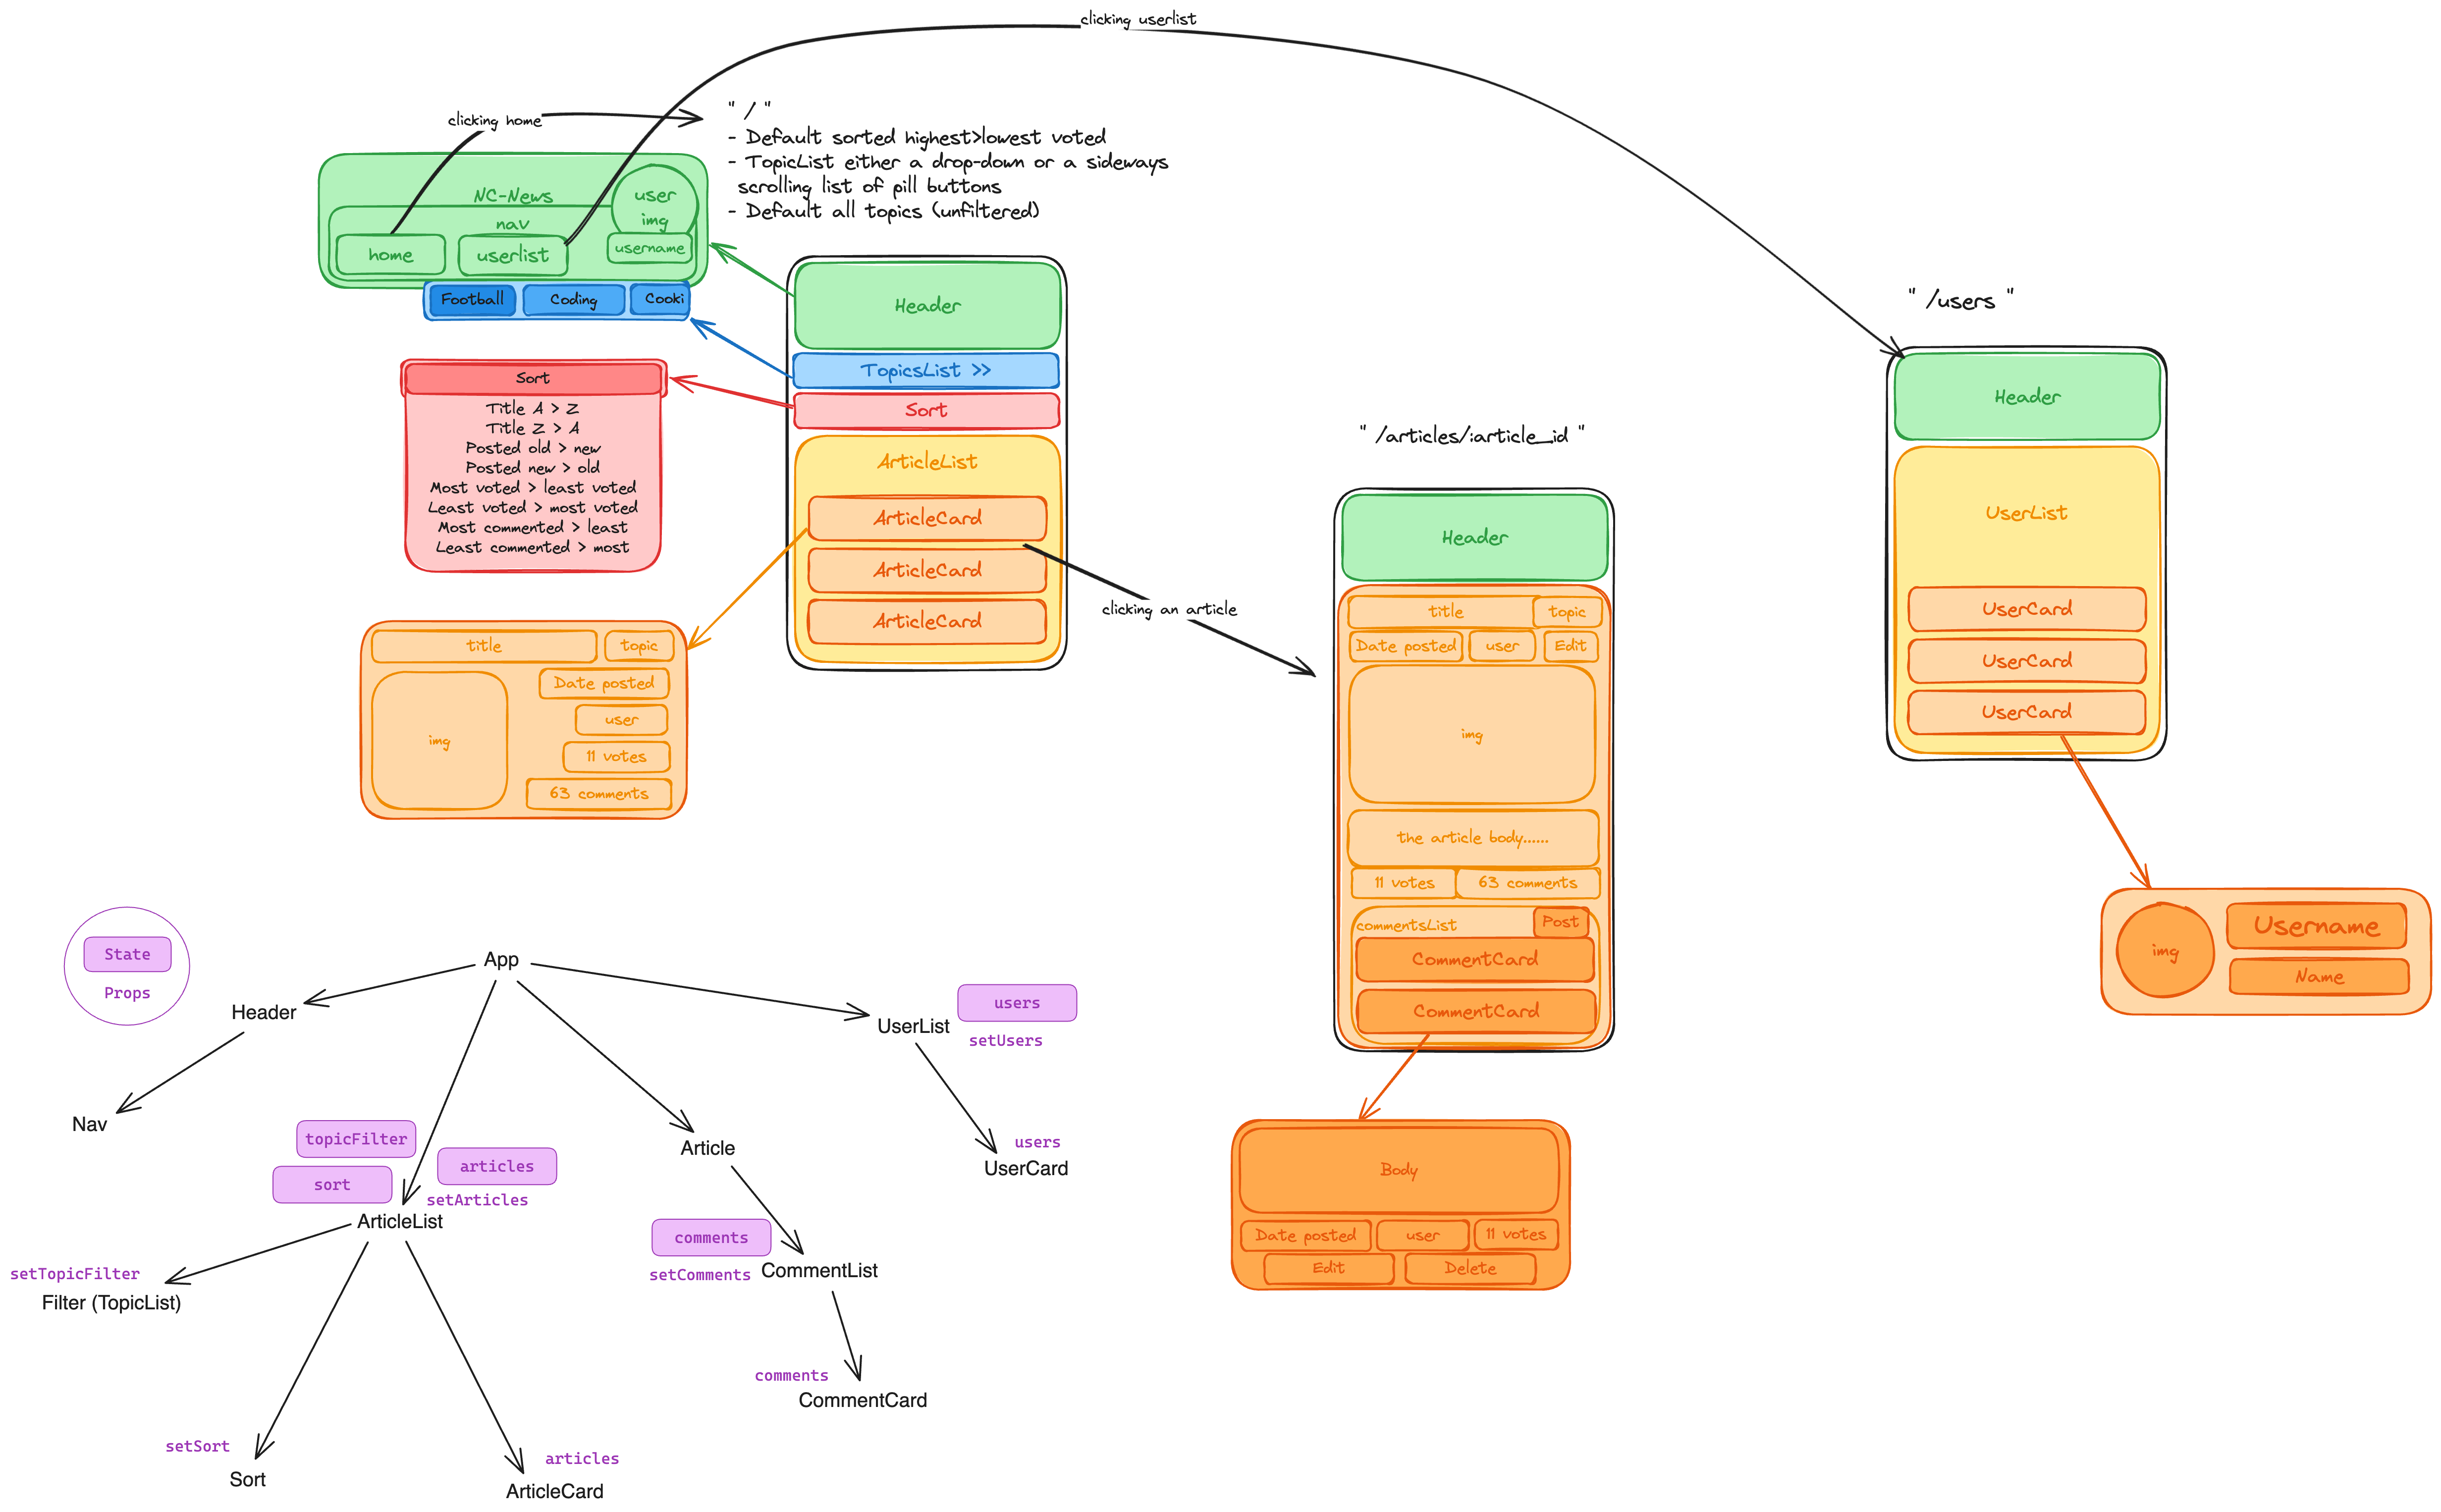 clicking userlist
clicking home
" / "
- Default sorted highest>lowest voted
- TopicList either a drop-down or a sideways
scrolling list of pill buttons
- Default all topics (unfiltered)
NC-News
user
img
nav
home
userlist
username
Football
Coding
Cooki
Header
TopicsList >>
Sort
ArticleList
ArticleCard
ArticleCard
ArticleCard
Sort
Title A > Z
Title Z > A
Posted old > new
Posted new > old
Most voted > least voted
Least voted > most voted
Most commented > least
Least commented > most
title
topic
Date posted
img
user
11 votes
63 comments
clicking an article
" /articles/:article_id "
Header
title
topic
Date posted
user
Edit
img
the article body......
11 votes
63 comments
commentsList
Post
CommentCard
CommentCard
Body
Date posted
user
11 votes
Edit
Delete
" /users "
Header
UserList
UserCard
UserCard
UserCard
img
Username
Name
State
Props
App
Header
Nav
users
UserList
setUsers
users
UserCard
topicFilter
articles
sort
setArticles
ArticleList
Article
comments
setComments
CommentList
comments
CommentCard
setTopicFilter
Filter (TopicList)
setSort
Sort
articles
ArticleCard